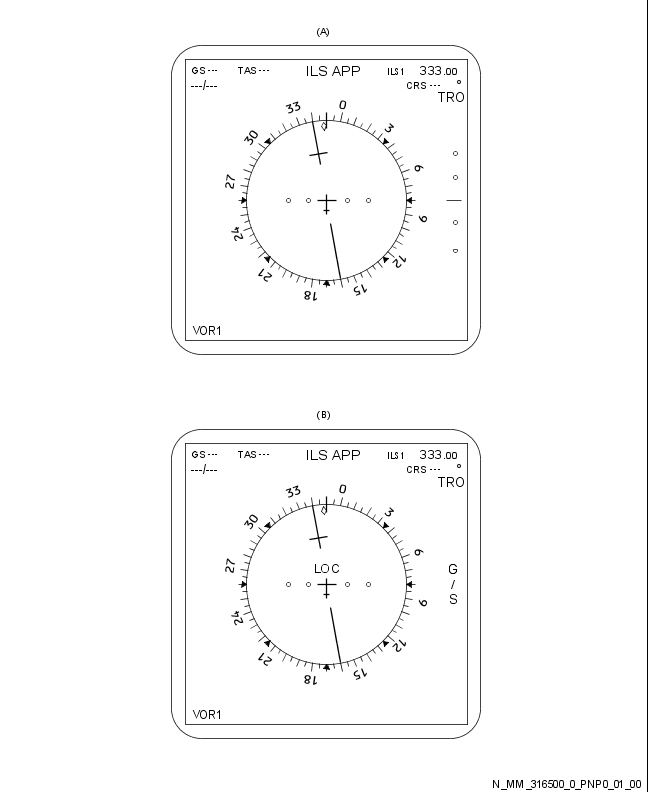 (A)
GS --- TAS --- ILS APP ILS1 333.00
---/--- CRS --- °
TRO
33 0
30 3
27 6
24 9
21 12
18 15
VOR1
(B)
GS --- TAS --- ILS APP ILS1 333.00
---/--- CRS --- °
TRO
33 0
30 3
27 6
LOC G
/
24 9 S
21 12
18 15
VOR1
N_MM_316500_0_PNP0_01_00